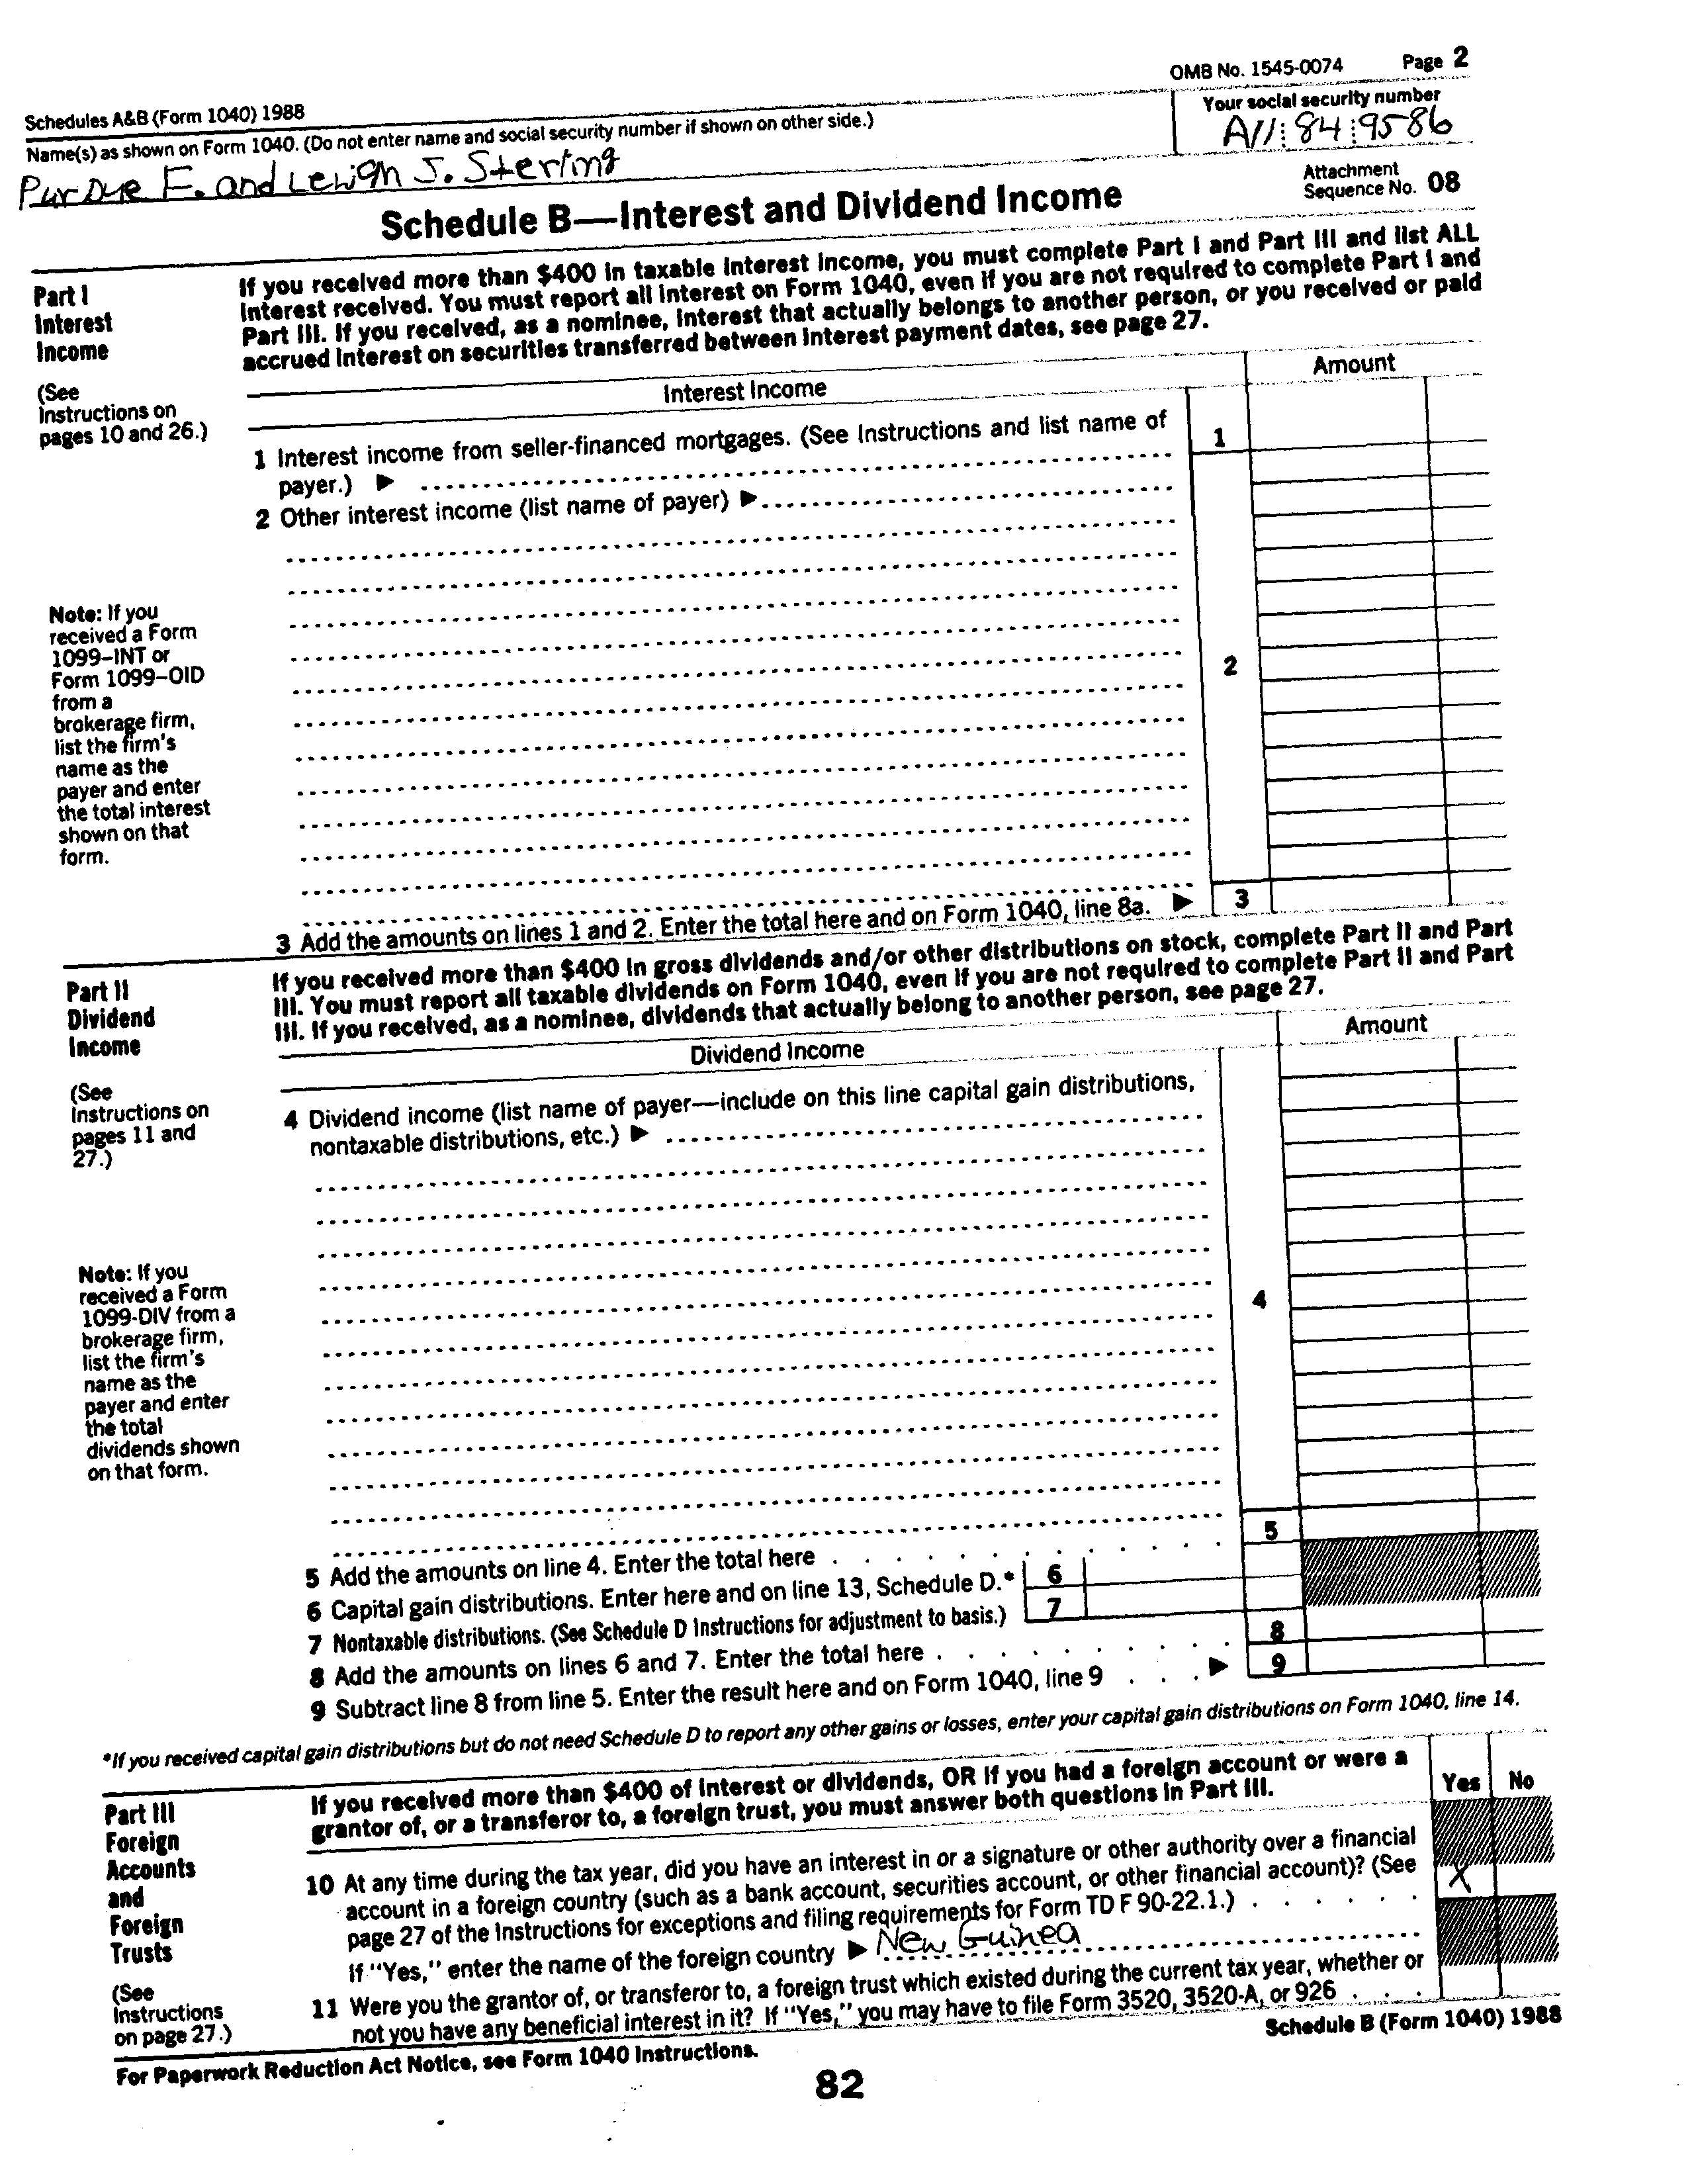 OMB No. 1545-0074 Page 2
Schedules A&B (Form 1040) 1988
Name(s) as shown on Form 1040. (Do not enter name and social security number if shown on other side.)
Your social security number
PurDue E. and J. Sterling
A11:84:9586
Schedule B—Interest and Dividend Income
Attachment
Sequence No. 08
Part I
Interest
Income
(See
Instructions on
pages 10 and 26.)
If you received more than $400 in taxable interest income, you must complete Part I and Part III and list ALL
interest received. You must report all interest on Form 1040, even if you are not required to complete Part I and
Part III. If you received, as a nominee, interest that actually belongs to another person, or you received or paid
accrued interest on securities transferred between interest payment dates, see page 27.
Interest Income
Amount
1 Interest income from seller-financed mortgages. (See Instructions and list name of
payer.) ▶
1
2 Other interest income (list name of payer) ▶
Note: If you
received a Form
1099–INT or
Form 1099–OID
from a
brokerage firm,
list the firm's
name as the
payer and enter
the total interest
shown on that
form.
2
3 Add the amounts on lines 1 and 2. Enter the total here and on Form 1040, line 8a. ▶ 3
Part II
Dividend
Income
(See
Instructions on
pages 11 and
27.)
If you received more than $400 in gross dividends and/or other distributions on stock, complete Part II and Part
III. You must report all taxable dividends on Form 1040, even if you are not required to complete Part II and Part
III. If you received, as a nominee, dividends that actually belong to another person, see page 27.
Dividend Income
Amount
4 Dividend income (list name of payer—include on this line capital gain distributions,
nontaxable distributions, etc.) ▶
Note: If you
received a Form
1099-DIV from a
brokerage firm,
list the firm's
name as the
payer and enter
the total
dividends shown
on that form.
4
5 Add the amounts on line 4. Enter the total here . . . . . . . . . . . . 5
6 Capital gain distributions. Enter here and on line 13, Schedule D.* 6
7 Nontaxable distributions. (See Schedule D Instructions for adjustment to basis.) 7
8 Add the amounts on lines 6 and 7. Enter the total here . . . . . . . . . . 8
9 Subtract line 8 from line 5. Enter the result here and on Form 1040, line 9 . . . ▶ 9
*If you received capital gain distributions but do not need Schedule D to report any other gains or losses, enter your capital gain distributions on Form 1040, line 14.
Part III
Foreign
Accounts
and
Foreign
Trusts
(See
Instructions
on page 27.)
If you received more than $400 of interest or dividends, OR if you had a foreign account or were a
grantor of, or a transferor to, a foreign trust, you must answer both questions in Part III.
Yes No
10 At any time during the tax year, did you have an interest in or a signature or other authority over a financial
account in a foreign country (such as a bank account, securities account, or other financial account)? (See
page 27 of the Instructions for exceptions and filing requirements for Form TD F 90-22.1.) . . . . . . X
If "Yes," enter the name of the foreign country ▶ New Guinea
11 Were you the grantor of, or transferor to, a foreign trust which existed during the current tax year, whether or
not you have any beneficial interest in it? If "Yes," you may have to file Form 3520, 3520-A, or 926 . . .
For Paperwork Reduction Act Notice, see Form 1040 Instructions.
Schedule B (Form 1040) 1988
82